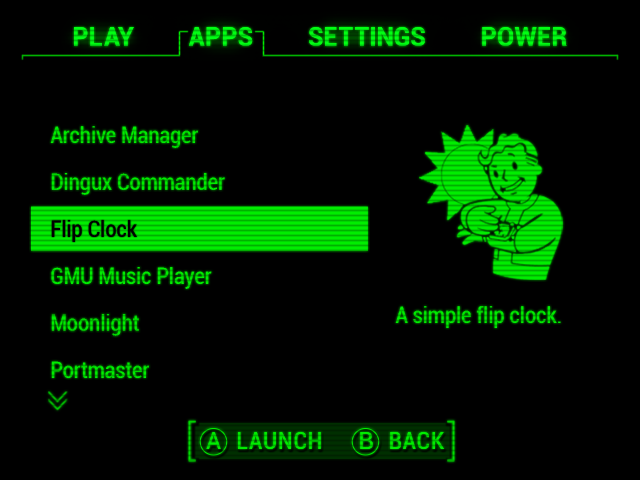 PLAY APPS SETTINGS POWER
Archive Manager
Dingux Commander
Flip Clock
GMU Music Player
Moonlight
Portmaster
A simple flip clock.
A LAUNCH B BACK